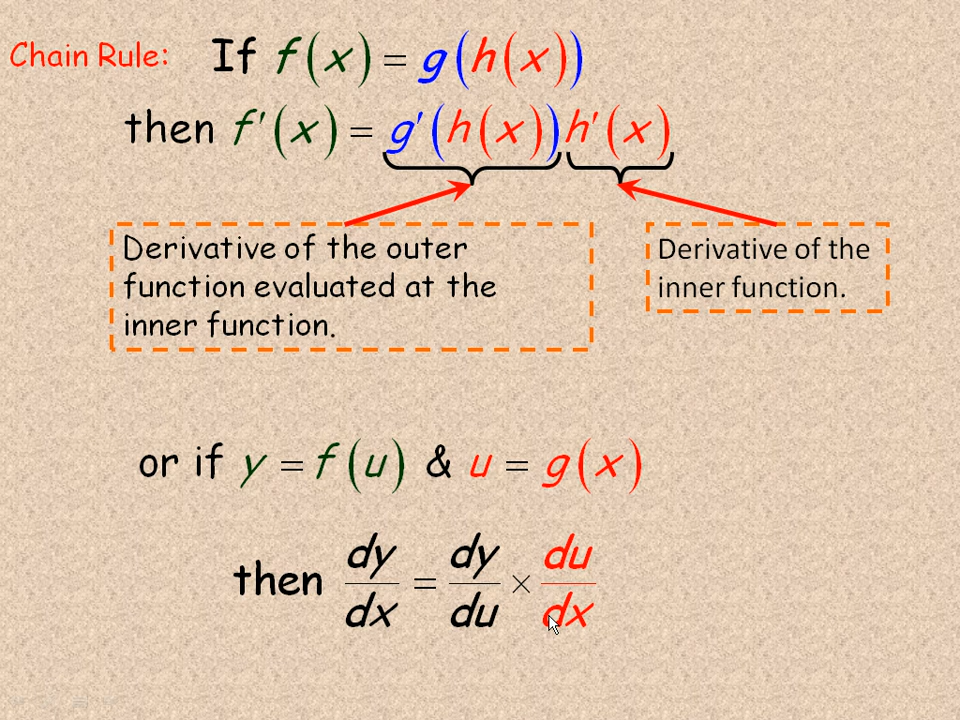 Chain Rule: If f(x) = g(h(x))
then f'(x) = g'(h(x))h'(x)
Derivative of the outer
function evaluated at the
inner function.
Derivative of the
inner function.
or if y = f(u) & u = g(x)
then dy/dx = dy/du × du/dx